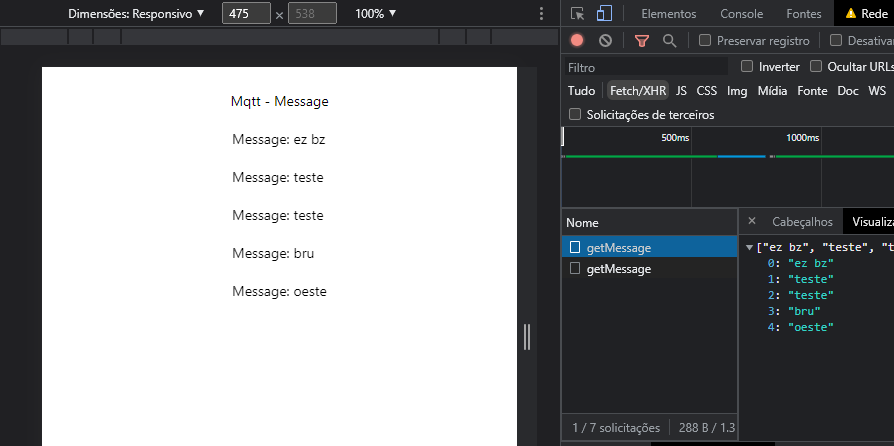 Dimensões: Responsivo ▼ 475 × 538 100% ▼
Mqtt - Message
Message: ez bz
Message: teste
Message: teste
Message: bru
Message: oeste
Elementos Console Fontes Rede
Preservar registro Desativar
Filtro Inverter Ocultar URLs
Tudo Fetch/XHR JS CSS Img Mídia Fonte Doc WS
Solicitações de terceiros
500ms 1000ms
Nome
getMessage
getMessage
1 / 7 solicitações 288 B / 1.3
× Cabeçalhos Visualiza
▼["ez bz", "teste", "t
0: "ez bz"
1: "teste"
2: "teste"
3: "bru"
4: "oeste"